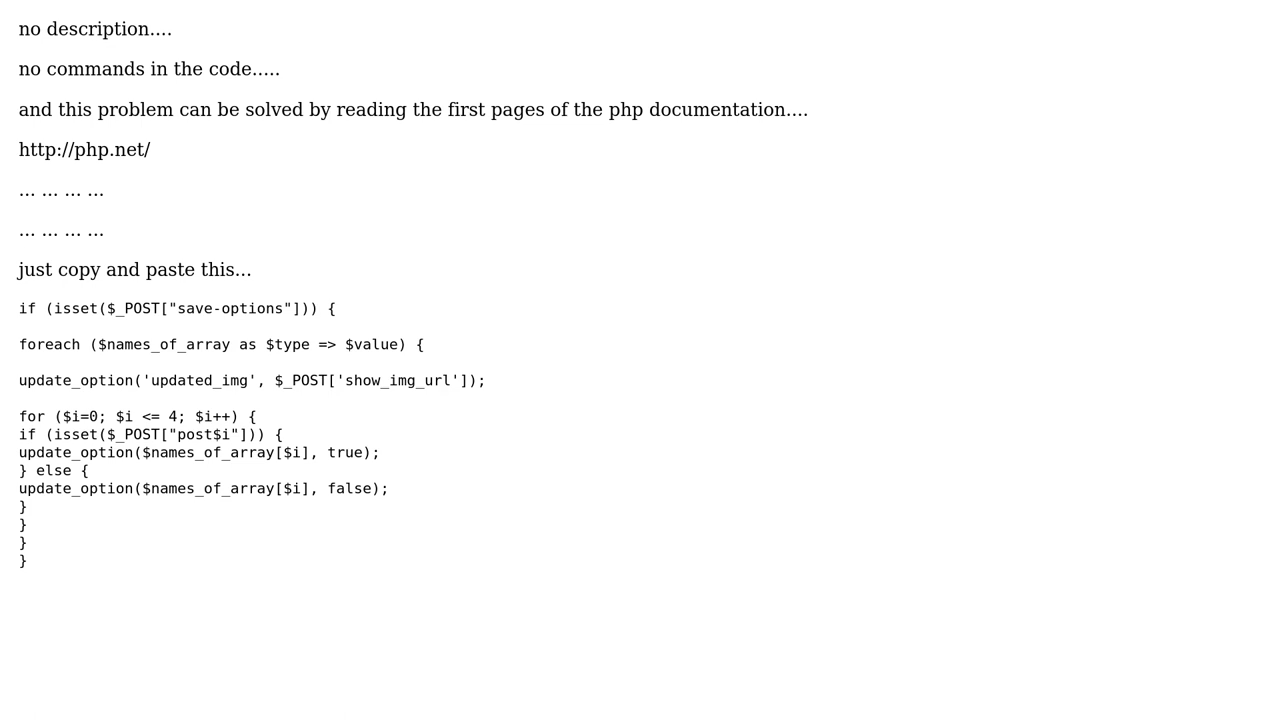 no description....
no commands in the code.....
and this problem can be solved by reading the first pages of the php documentation....
http://php.net/
... ... ... ...
... ... ... ...
just copy and paste this...
if (isset($_POST["save-options"])) {
foreach ($names_of_array as $type => $value) {
update_option('updated_img', $_POST['show_img_url']);
for ($i=0; $i <= 4; $i++) {
if (isset($_POST["post$i"])) {
update_option($names_of_array[$i], true);
} else {
update_option($names_of_array[$i], false);
}
}
}
}